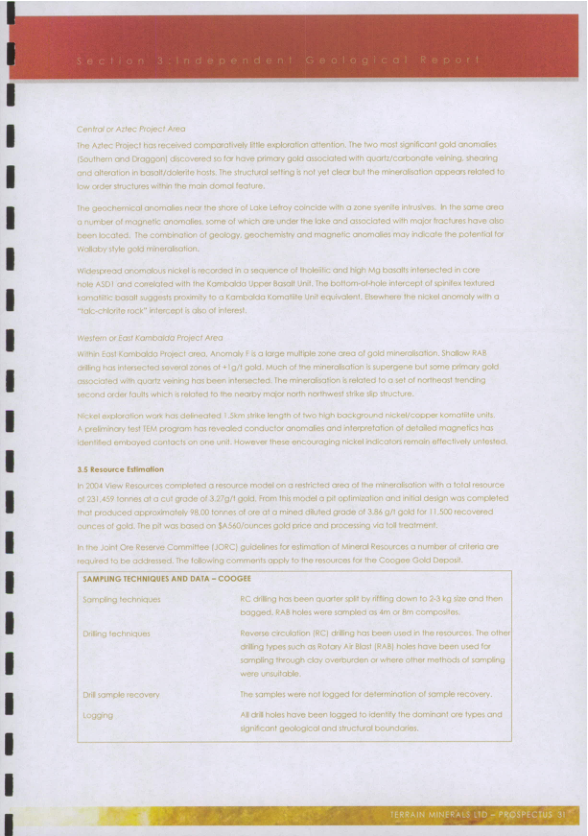 Section 3.Independent Geological Report
Central or Aztec Project Area
The Aztec Project has received comparatively little exploration attention. The two most significant gold anomalies
(Southern and Draggon) discovered so far have primary gold associated with quartz/carbonate veining, shearing
and alteration in basalt/dolerite hosts. The structural setting is not yet clear but the mineralisation appears related to
low order structures within the main domal feature.
The geochemical anomalies near the shore of Lake Lefroy coincide with a zone syenite intrusives. In the same area
a number of magnetic anomalies, some of which are under the lake and associated with major fractures have also
been located. The combination of geology, geochemistry and magnetic anomalies may indicate the potential for
Wallaby style gold mineralisation.
Widespread anomalous nickel is recorded in a sequence of tholeiitic and high Mg basalts intersected in core
hole ASD1 and correlated with the Kambalda Upper Basalt Unit. The bottom-of-hole intercept of spinifex textured
komatiitic basalt suggests proximity to a Kambalda Komatiite Unit equivalent. Elsewhere the nickel anomaly with a
"talc-chlorite rock" intercept is also of interest.
Western or East Kambalda Project Area
Within East Kambalda Project area, Anomaly F is a large multiple zone area of gold mineralisation. Shallow RAB
drilling has intersected several zones of +1g/t gold. Much of the mineralisation is supergene but some primary gold
associated with quartz veining has been intersected. The mineralisation is related to a set of northeast trending
second order faults which is related to the nearby major north northwest strike slip structure.
Nickel exploration work has delineated 1.5km strike length of two high background nickel/copper komatiite units.
A preliminary test TEM program has revealed conductor anomalies and interpretation of detailed magnetics has
identified embayed contacts on one unit. However these encouraging nickel indicators remain effectively untested.
3.5 Resource Estimation
In 2004 View Resources completed a resource model on a restricted area of the mineralisation with a total resource
of 231,459 tonnes at a cut grade of 3.27g/t gold. From this model a pit optimization and initial design was completed
that produced approximately 98,00 tonnes of ore at a mined diluted grade of 3.86 g/t gold for 11,500 recovered
ounces of gold. The pit was based on $A560/ounces gold price and processing via toll treatment.
In the Joint Ore Reserve Committee (JORC) guidelines for estimation of Mineral Resources a number of criteria are
required to be addressed. The following comments apply to the resources for the Coogee Gold Deposit.
SAMPLING TECHNIQUES AND DATA – COOGEE
Sampling techniques RC drilling has been quarter split by riffling down to 2-3 kg size and then
bagged. RAB holes were sampled as 4m or 8m composites.
Drilling techniques Reverse circulation (RC) drilling has been used in the resources. The other
drilling types such as Rotary Air Blast (RAB) holes have been used for
sampling through clay overburden or where other methods of sampling
were unsuitable.
Drill sample recovery The samples were not logged for determination of sample recovery.
Logging All drill holes have been logged to identify the dominant ore types and
significant geological and structural boundaries.
TERRAIN MINERALS LTD – PROSPECTUS 31